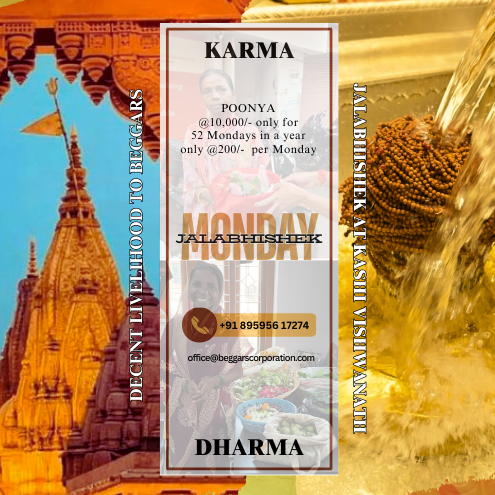 KARMA
POONYA
@10,000/- only for
52 Mondays in a year
only @200/- per Monday
MONDAY
JALABHISHEK
+91 89595 17274
office@beggarscorporation.com
DHARMA
DECENT LIVELIHOOD TO BEGGARS
JALABHISHEK AT KASHI VISHWANATH